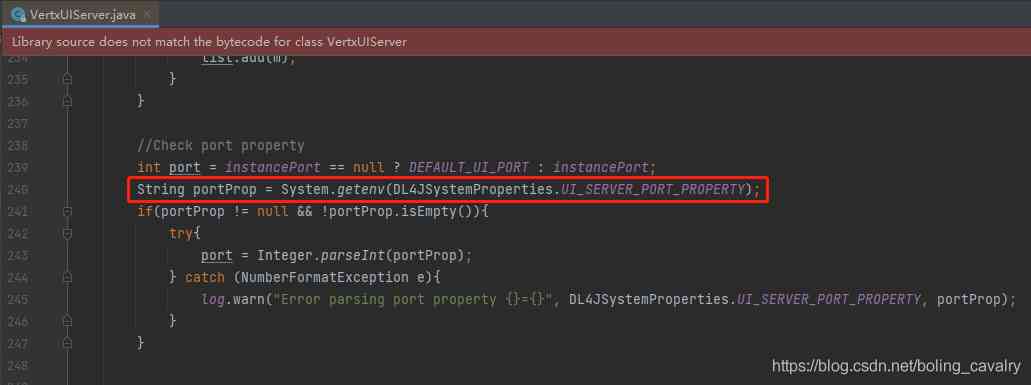 VertxUIServer.java
Library source does not match the bytecode for class VertxUIServer
234 list.add(m);
235 }
236 }
237
238 //Check port property
239 int port = instancePort == null ? DEFAULT_UI_PORT : instancePort;
240 String portProp = System.getenv(DL4JSystemProperties.UI_SERVER_PORT_PROPERTY);
241 if(portProp != null && !portProp.isEmpty()){
242 try{
243 port = Integer.parseInt(portProp);
244 } catch (NumberFormatException e){
245 log.warn("Error parsing port property {}={}", DL4JSystemProperties.UI_SERVER_PORT_PROPERTY, portProp);
246 }
247 }
248
https://blog.csdn.net/boling_cavalry